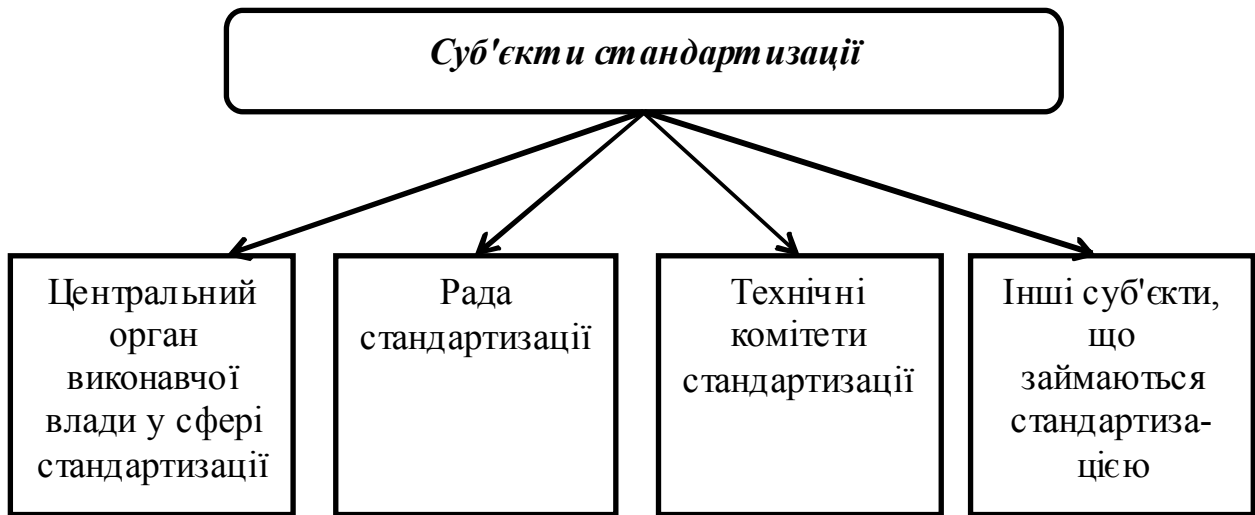 Суб'єкти стандартизації
Центральний
орган
виконавчої
влади у сфері
стандартизації
Рада
стандартизації
Технічні
комітети
стандартизації
Інші суб'єкти,
що
займаються
стандартиза-
цією